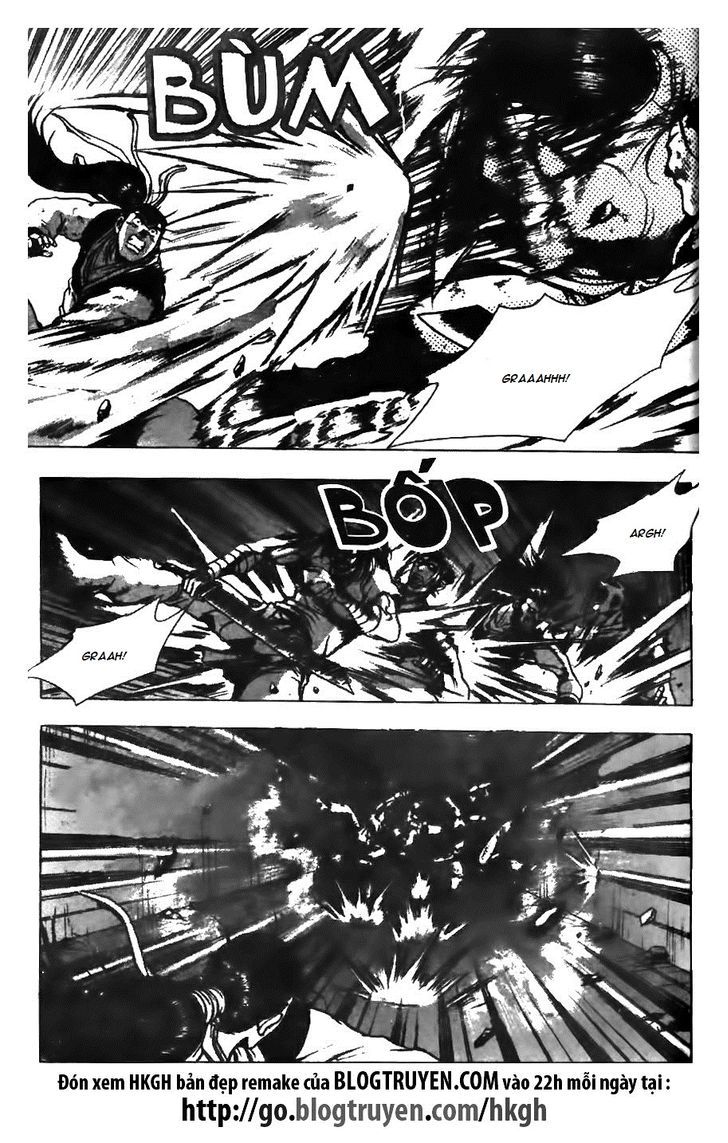 BÙM
GRAAAHHH!
BỐP
ARGH!
GRAAH!
Đón xem HKGH bản đẹp remake của BLOGTRUYEN.COM vào 22h mỗi ngày tại :
http://go.blogtruyen.com/hkgh